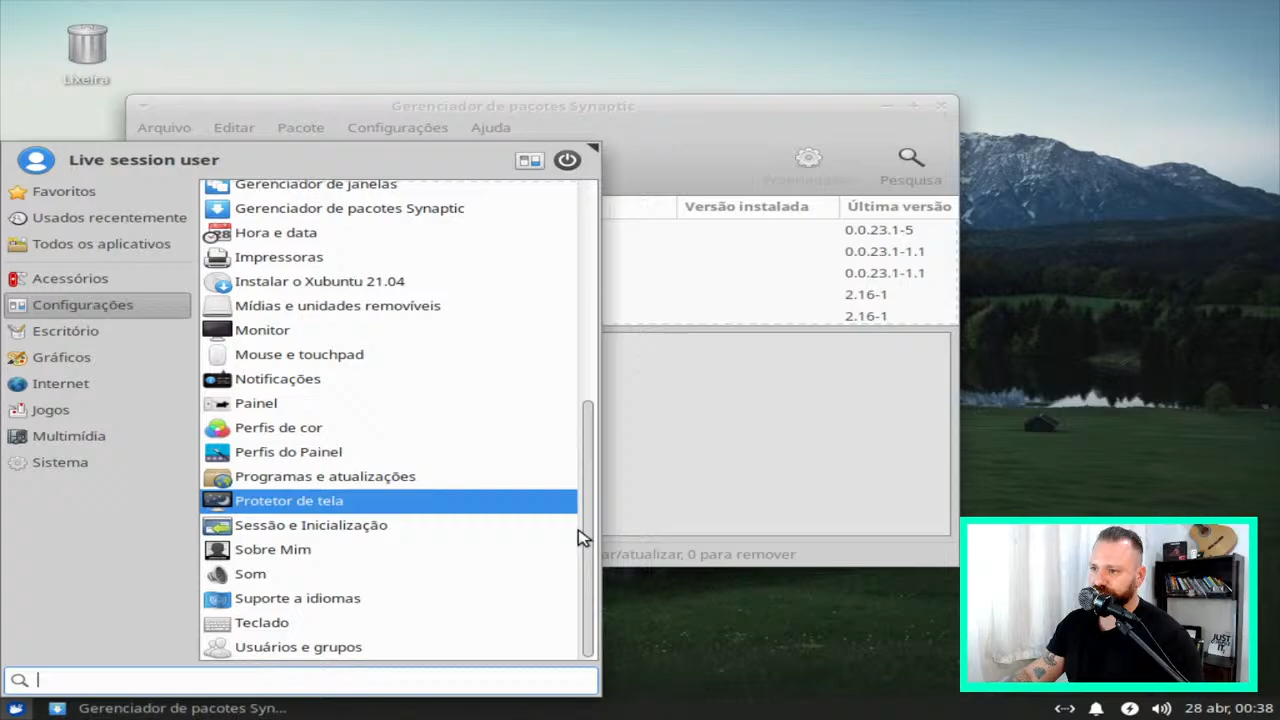 Lixeira
Gerenciador de pacotes Synaptic
Arquivo Editar Pacote Configurações Ajuda
Live session user
Pesquisa
Favoritos
Usados recentemente
Todos os aplicativos
Acessórios
Configurações
Escritório
Gráficos
Internet
Jogos
Multimídia
Sistema
Gerenciador de janelas
Gerenciador de pacotes Synaptic
Hora e data
Impressoras
Instalar o Xubuntu 21.04
Mídias e unidades removíveis
Monitor
Mouse e touchpad
Notificações
Painel
Perfis de cor
Perfis do Painel
Programas e atualizações
Protetor de tela
Sessão e Inicialização
Sobre Mim
Som
Suporte a idiomas
Teclado
Usuários e grupos
Versão instalada Última versão
0.0.23.1-5
0.0.23.1-1.1
0.0.23.1-1.1
2.16-1
2.16-1
ar/atualizar, 0 para remover
JUST
Gerenciador de pacotes Syn...
28 abr, 00:38